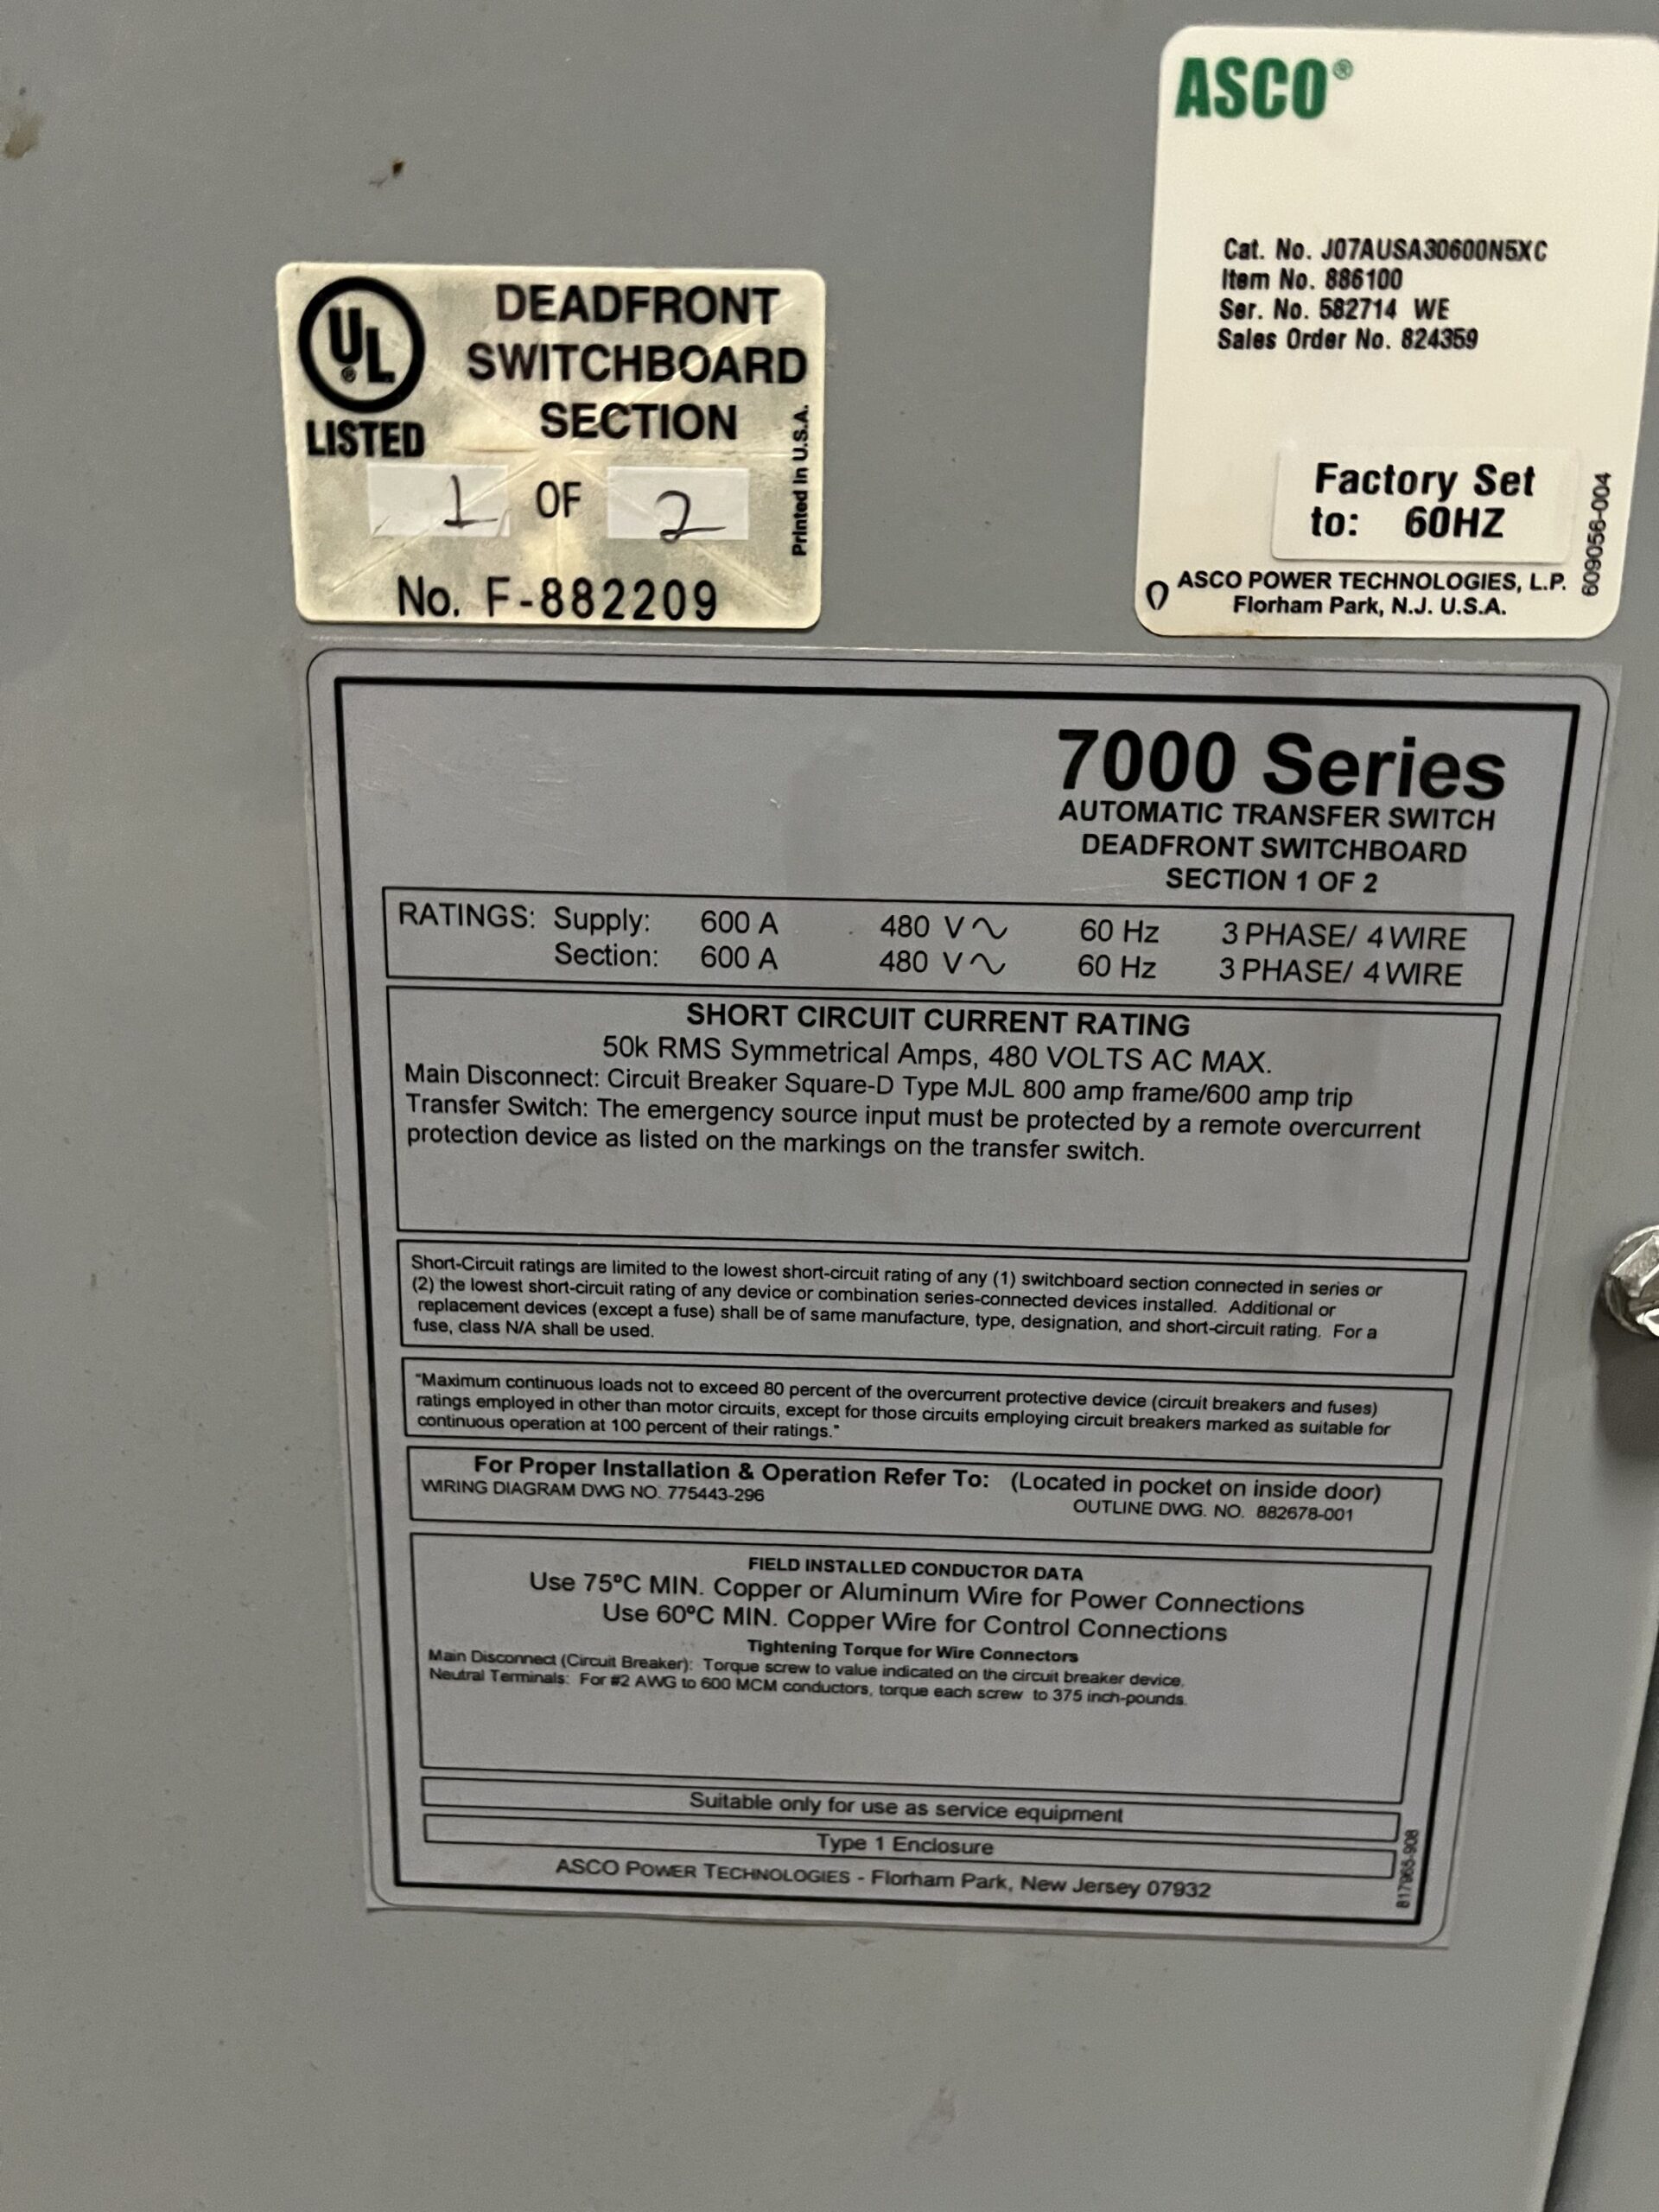 ASCO®
Cat. No. J07AUSA30600N5XC
Item No. 886100
Ser. No. 582714 WE
Sales Order No. 824359
Factory Set
to: 60HZ
609056-004
ASCO POWER TECHNOLOGIES, L.P.
Florham Park, N.J. U.S.A.
UL®
LISTED
DEADFRONT
SWITCHBOARD
SECTION
1 OF 2
Printed in U.S.A.
No. F-882209
7000 Series
AUTOMATIC TRANSFER SWITCH
DEADFRONT SWITCHBOARD
SECTION 1 OF 2
RATINGS: Supply: 600 A 480 V∿ 60 Hz 3 PHASE/ 4 WIRE
Section: 600 A 480 V∿ 60 Hz 3 PHASE/ 4 WIRE
SHORT CIRCUIT CURRENT RATING
50k RMS Symmetrical Amps, 480 VOLTS AC MAX.
Main Disconnect: Circuit Breaker Square-D Type MJL 800 amp frame/600 amp trip
Transfer Switch: The emergency source input must be protected by a remote overcurrent
protection device as listed on the markings on the transfer switch.
Short-Circuit ratings are limited to the lowest short-circuit rating of any (1) switchboard section connected in series or
(2) the lowest short-circuit rating of any device or combination series-connected devices installed. Additional or
replacement devices (except a fuse) shall be of same manufacture, type, designation, and short-circuit rating. For a
fuse, class N/A shall be used.
"Maximum continuous loads not to exceed 80 percent of the overcurrent protective device (circuit breakers and fuses)
ratings employed in other than motor circuits, except for those circuits employing circuit breakers marked as suitable for
continuous operation at 100 percent of their ratings."
For Proper Installation & Operation Refer To: (Located in pocket on inside door)
WIRING DIAGRAM DWG NO. 775443-296 OUTLINE DWG. NO. 882678-001
FIELD INSTALLED CONDUCTOR DATA
Use 75ºC MIN. Copper or Aluminum Wire for Power Connections
Use 60ºC MIN. Copper Wire for Control Connections
Tightening Torque for Wire Connectors
Main Disconnect (Circuit Breaker): Torque screw to value indicated on the circuit breaker device.
Neutral Terminals: For #2 AWG to 600 MCM conductors, torque each screw to 375 inch-pounds.
Suitable only for use as service equipment
Type 1 Enclosure
ASCO POWER TECHNOLOGIES - Florham Park, New Jersey 07932
817965-908